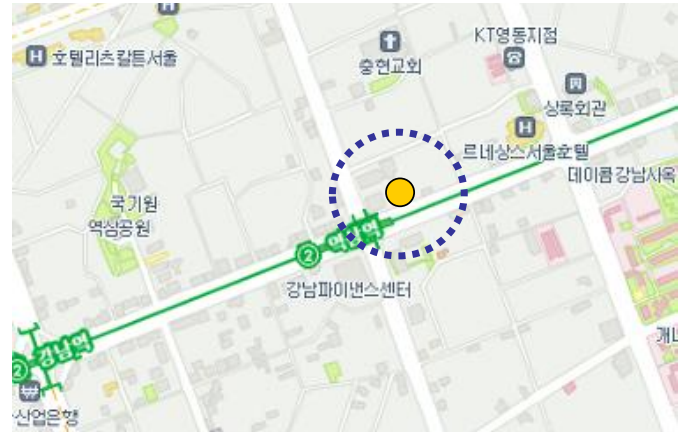 KT영동지점
호텔리츠칼튼서울
충현교회
상록회관
르네상스서울호텔
데이콤강남사옥
국기원
역삼공원
역삼역
2
강남파이낸스센터
강남역
2
산업은행